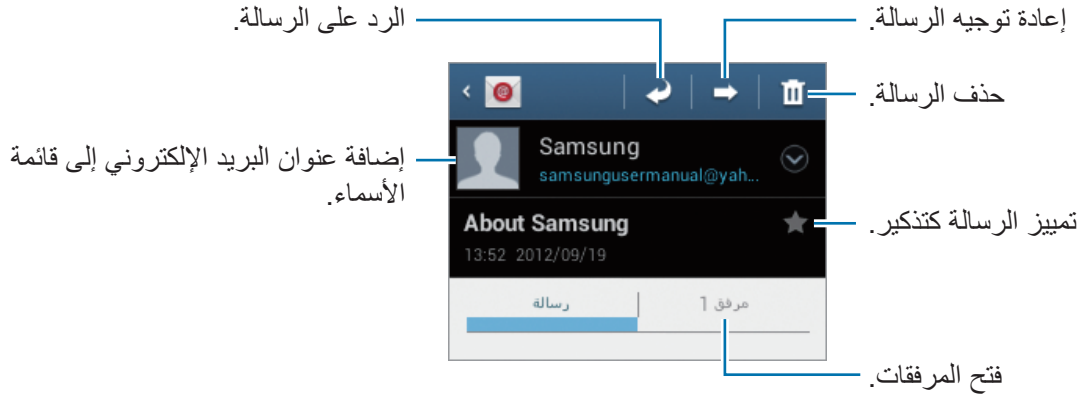 إعادة توجيه الرسالة.
الرد على الرسالة.
حذف الرسالة.
Samsung
samsungusermanual@yah...
إضافة عنوان البريد الإلكتروني إلى قائمة
الأسماء.
About Samsung
تمييز الرسالة كتذكير.
13:52 2012/09/19
رسالة
مرفق 1
فتح المرفقات.